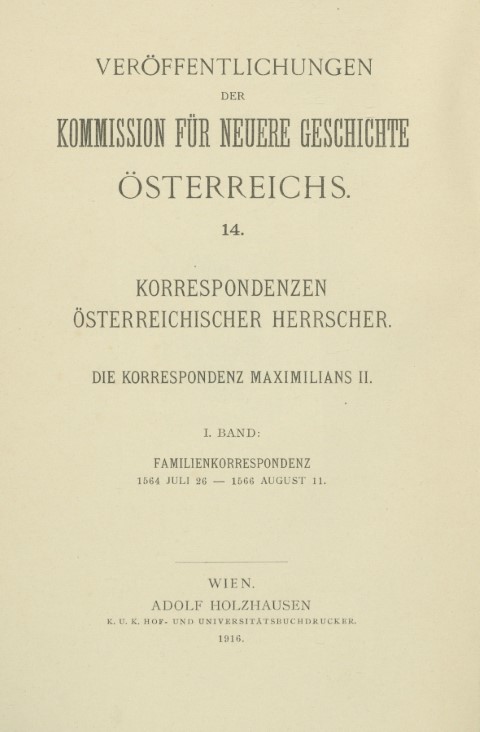 VERÖFFENTLICHUNGEN
DER
KOMMISSION FÜR NEUERE GESCHICHTE
ÖSTERREICHS.
14.
KORRESPONDENZEN
ÖSTERREICHISCHER HERRSCHER.
DIE KORRESPONDENZ MAXIMILIANS II.
I. BAND:
FAMILIENKORRESPONDENZ
1564 JULI 26 — 1566 AUGUST 11.
WIEN.
ADOLF HOLZHAUSEN
K. U. K. HOF- UND UNIVERSITÄTSBUCHDRUCKER.
1916.